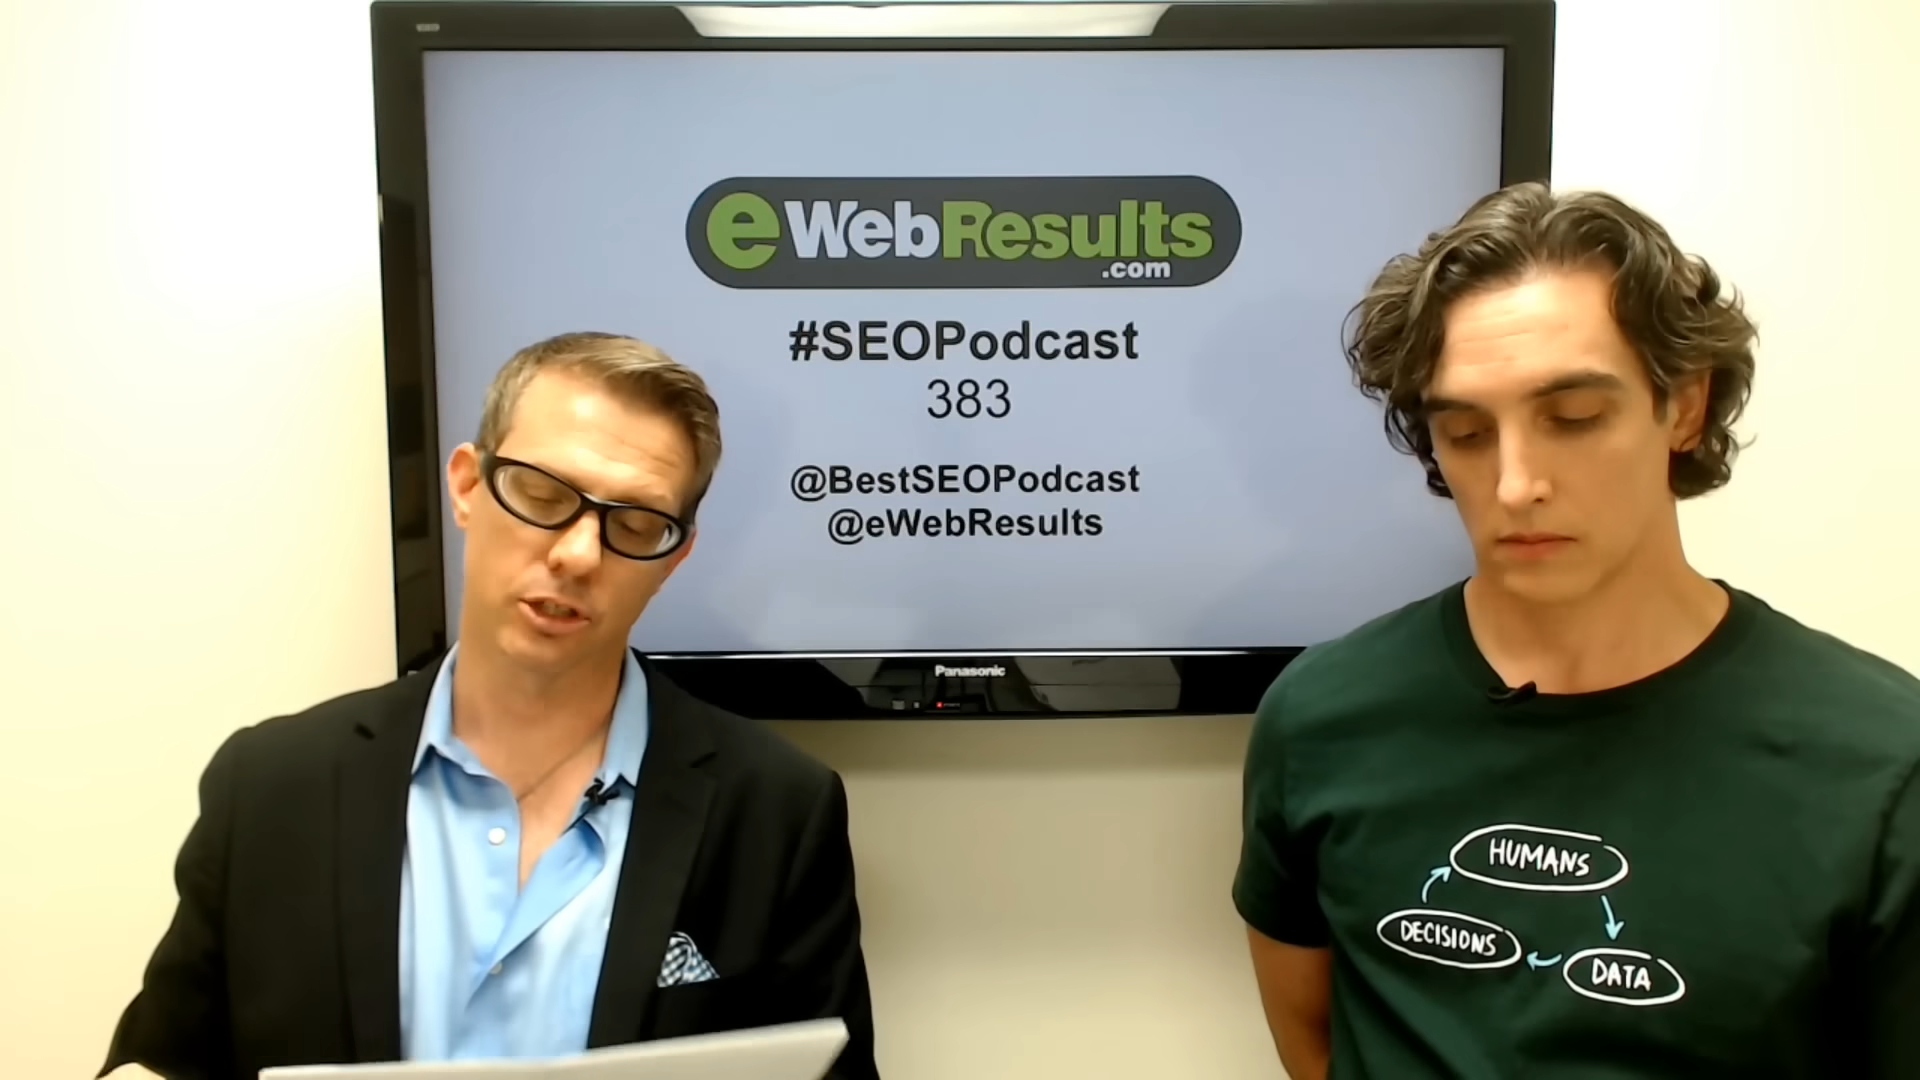 eWebResults
.com
#SEOPodcast
383
@BestSEOPodcast
@eWebResults
Panasonic
HUMANS
DECISIONS
DATA